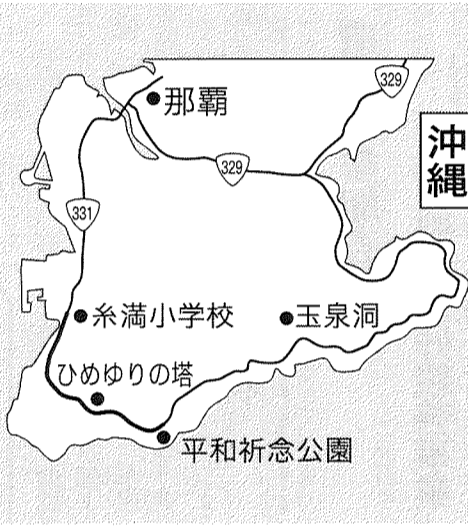 329
那覇
沖縄
329
331
糸満小学校
玉泉洞
ひめゆりの塔
平和祈念公園